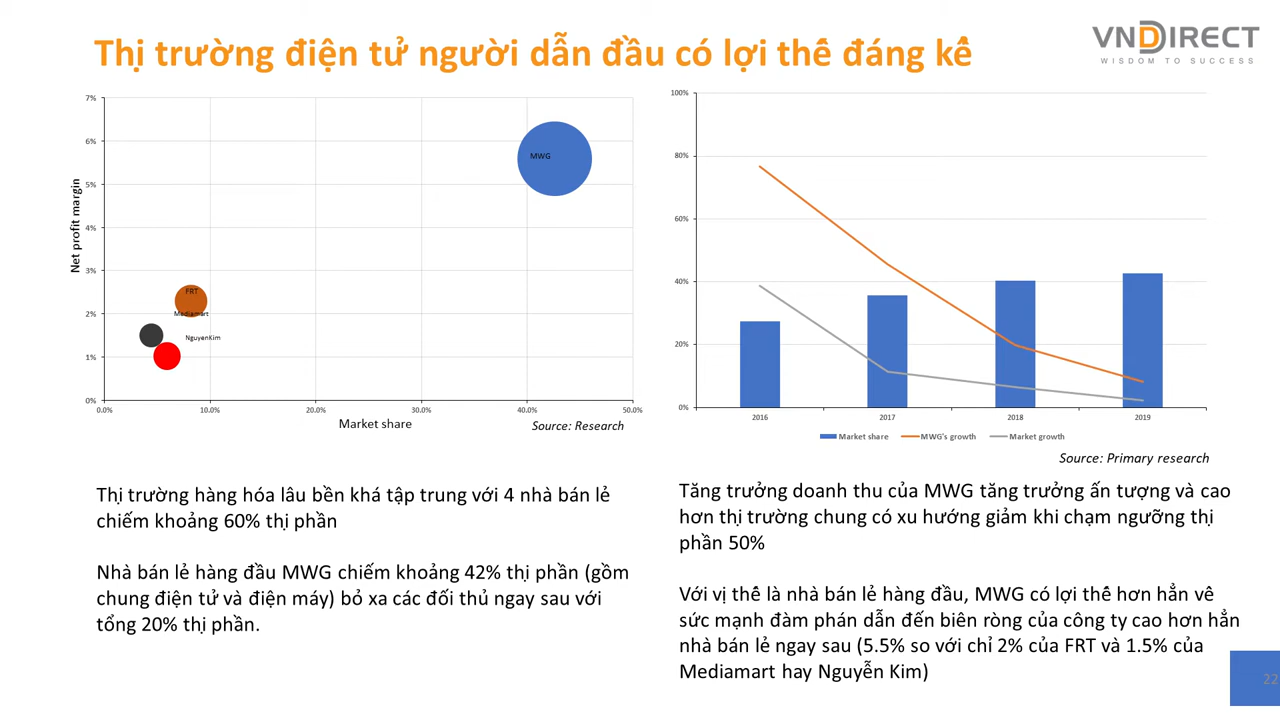 Thị trường điện tử người dẫn đầu có lợi thế đáng kể
VNDIRECT
WISDOM TO SUCCESS
7%
6%
5%
4%
3%
2%
1%
0%
Net profit margin
MWG
FRT
Mediamart
NguyenKim
0.0%
10.0%
20.0%
30.0%
40.0%
50.0%
Market share
Source: Research
100%
80%
60%
40%
20%
0%
2016
2017
2018
2019
Market share
MWG's growth
Market growth
Source: Primary research
Thị trường hàng hóa lâu bền khá tập trung với 4 nhà bán lẻ
chiếm khoảng 60% thị phần
Nhà bán lẻ hàng đầu MWG chiếm khoảng 42% thị phần (gồm
chung điện tử và điện máy) bỏ xa các đối thủ ngay sau với
tổng 20% thị phần.
Tăng trưởng doanh thu của MWG tăng trưởng ấn tượng và cao
hơn thị trường chung có xu hướng giảm khi chạm ngưỡng thị
phần 50%
Với vị thế là nhà bán lẻ hàng đầu, MWG có lợi thế hơn hẳn về
sức mạnh đàm phán dẫn đến biên ròng của công ty cao hơn hẳn
nhà bán lẻ ngay sau (5.5% so với chỉ 2% của FRT và 1.5% của
Mediamart hay Nguyễn Kim)
22